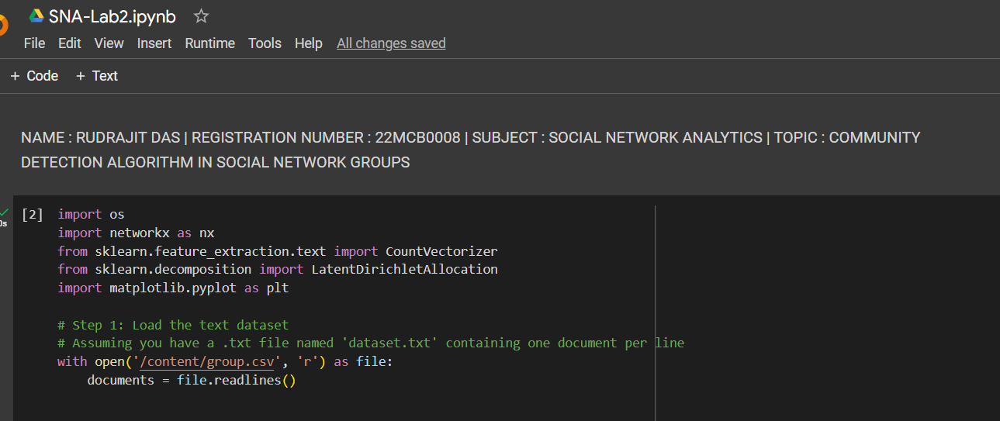 SNA-Lab2.ipynb
File Edit View Insert Runtime Tools Help All changes saved
+ Code + Text
NAME : RUDRAJIT DAS | REGISTRATION NUMBER : 22MCB0008 | SUBJECT : SOCIAL NETWORK ANALYTICS | TOPIC : COMMUNITY
DETECTION ALGORITHM IN SOCIAL NETWORK GROUPS
[2] import os
0s import networkx as nx
from sklearn.feature_extraction.text import CountVectorizer
from sklearn.decomposition import LatentDirichletAllocation
import matplotlib.pyplot as plt
# Step 1: Load the text dataset
# Assuming you have a .txt file named 'dataset.txt' containing one document per line
with open('/content/group.csv', 'r') as file:
    documents = file.readlines()